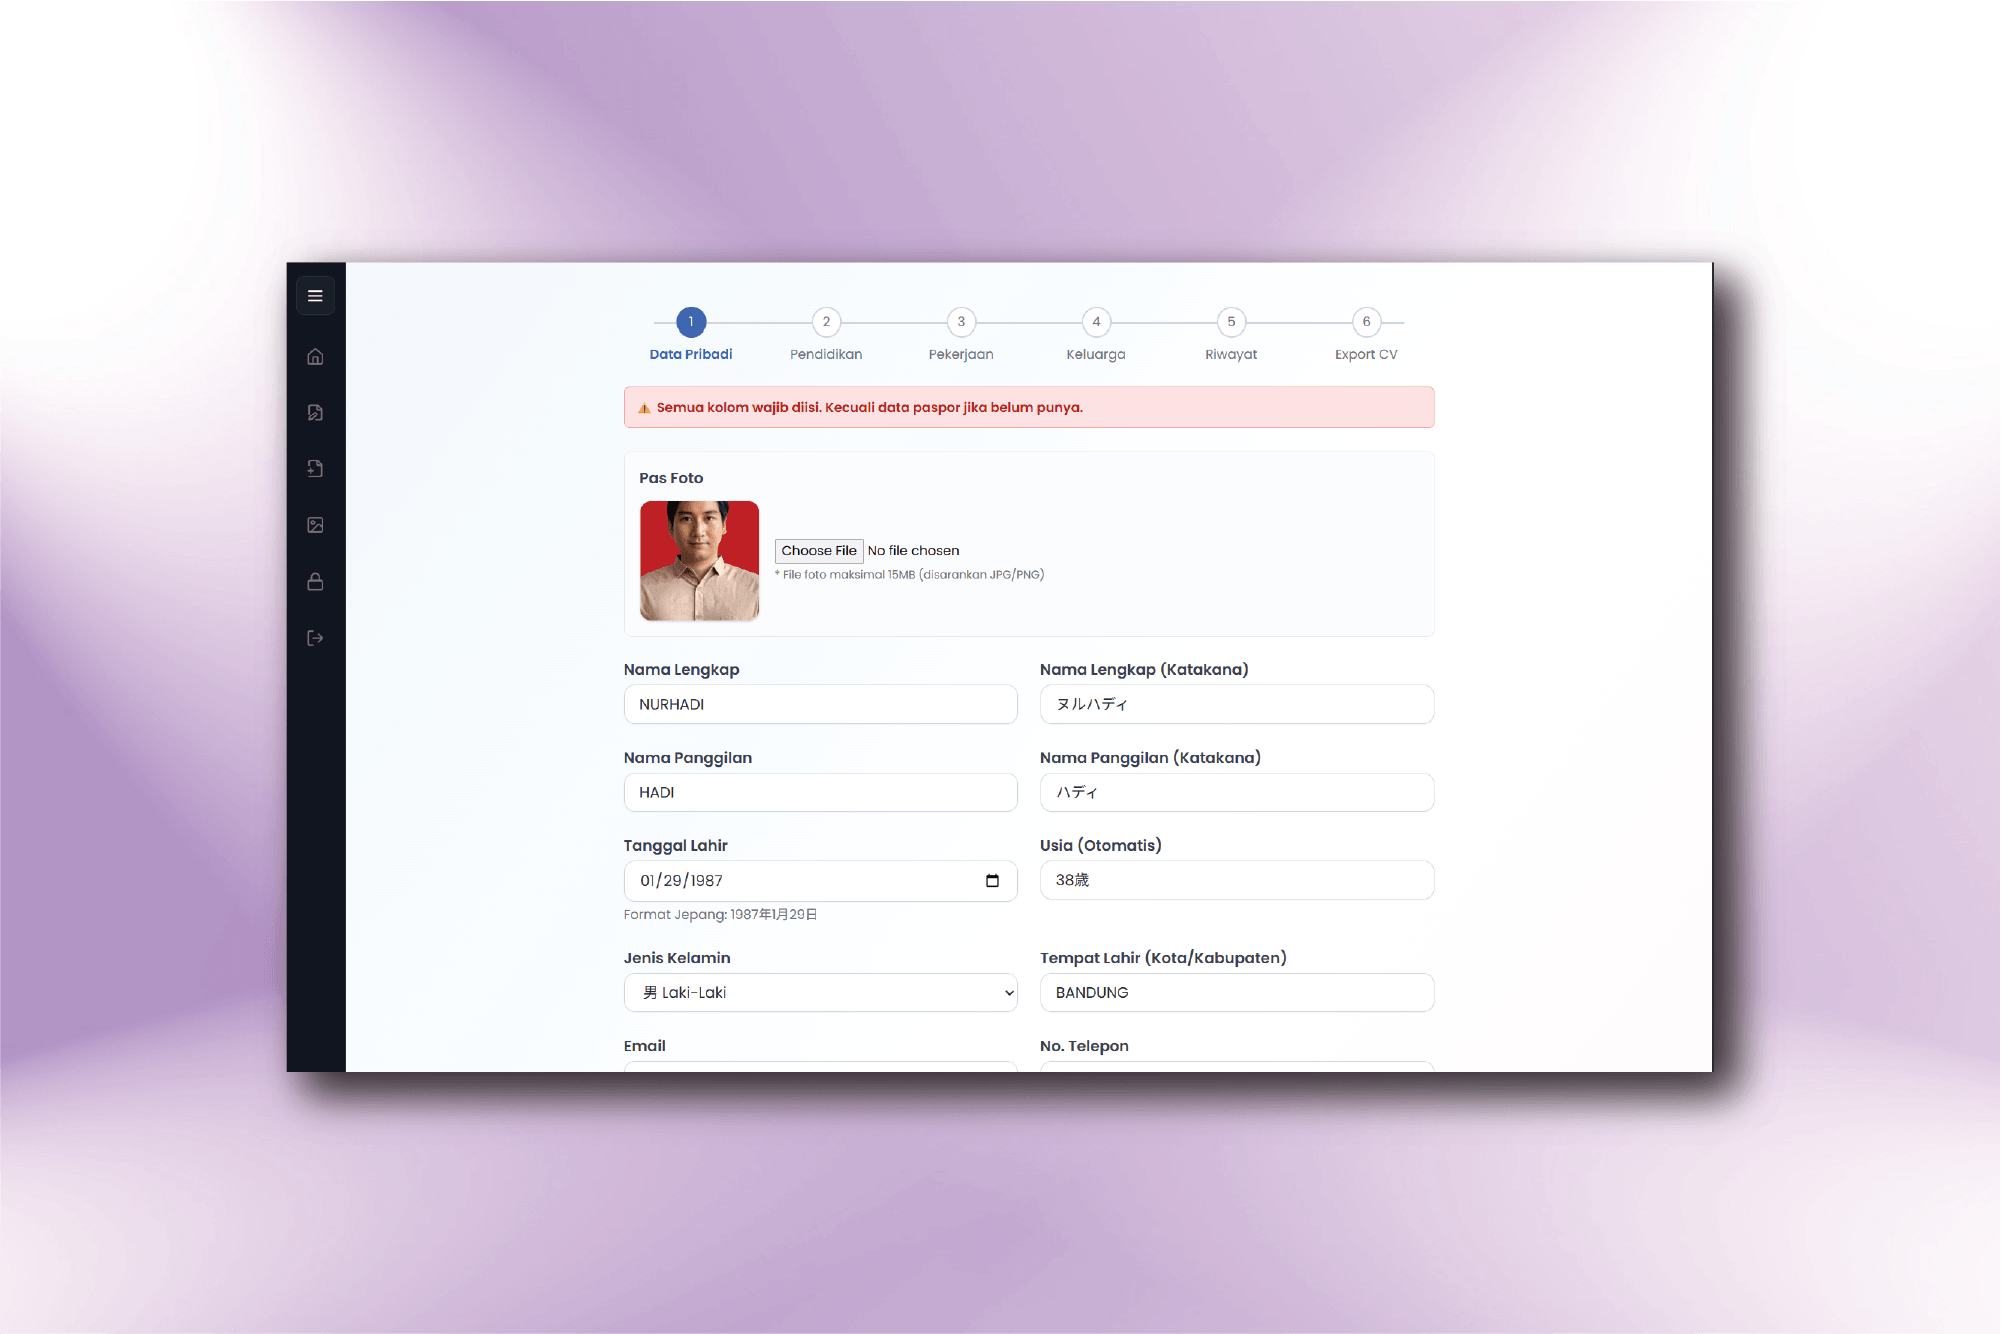 1
2
3
4
5
6
Data Pribadi
Pendidikan
Pekerjaan
Keluarga
Riwayat
Export CV
⚠ Semua kolom wajib diisi. Kecuali data paspor jika belum punya.
Pas Foto
Choose File No file chosen
* File foto maksimal 15MB (disarankan JPG/PNG)
Nama Lengkap
Nama Lengkap (Katakana)
NURHADI
ヌルハディ
Nama Panggilan
Nama Panggilan (Katakana)
HADI
ハディ
Tanggal Lahir
Usia (Otomatis)
01/29/1987
38歳
Format Jepang: 1987年1月29日
Jenis Kelamin
Tempat Lahir (Kota/Kabupaten)
男 Laki-Laki
BANDUNG
Email
No. Telepon